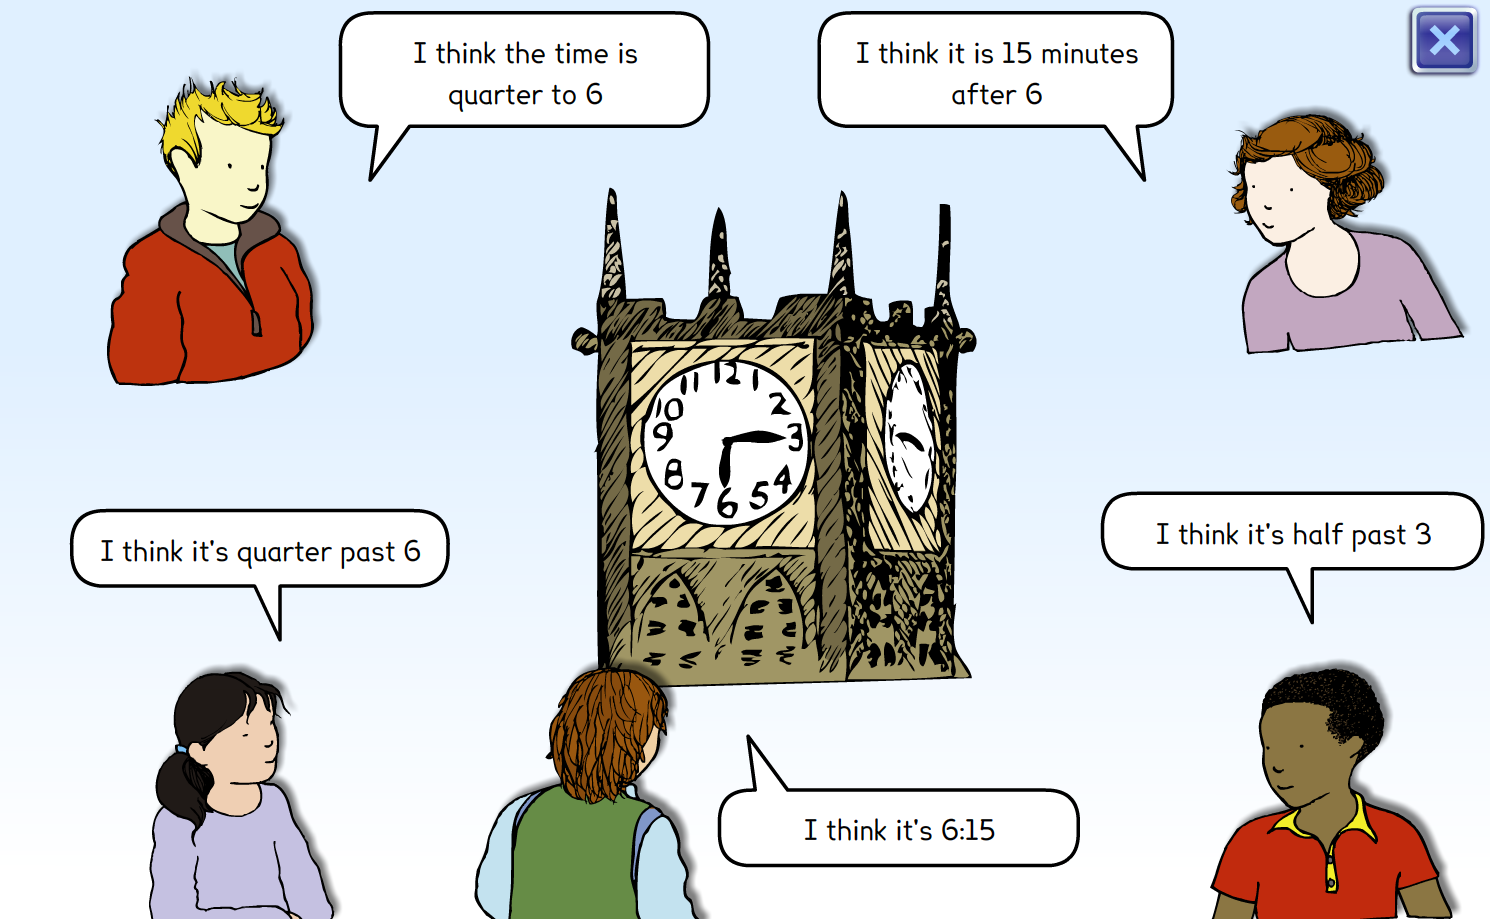 I think the time is
quarter to 6
I think it is 15 minutes
after 6
12
11
1
10
2
9
3
8
4
7
5
6
I think it's quarter past 6
I think it's half past 3
I think it's 6:15